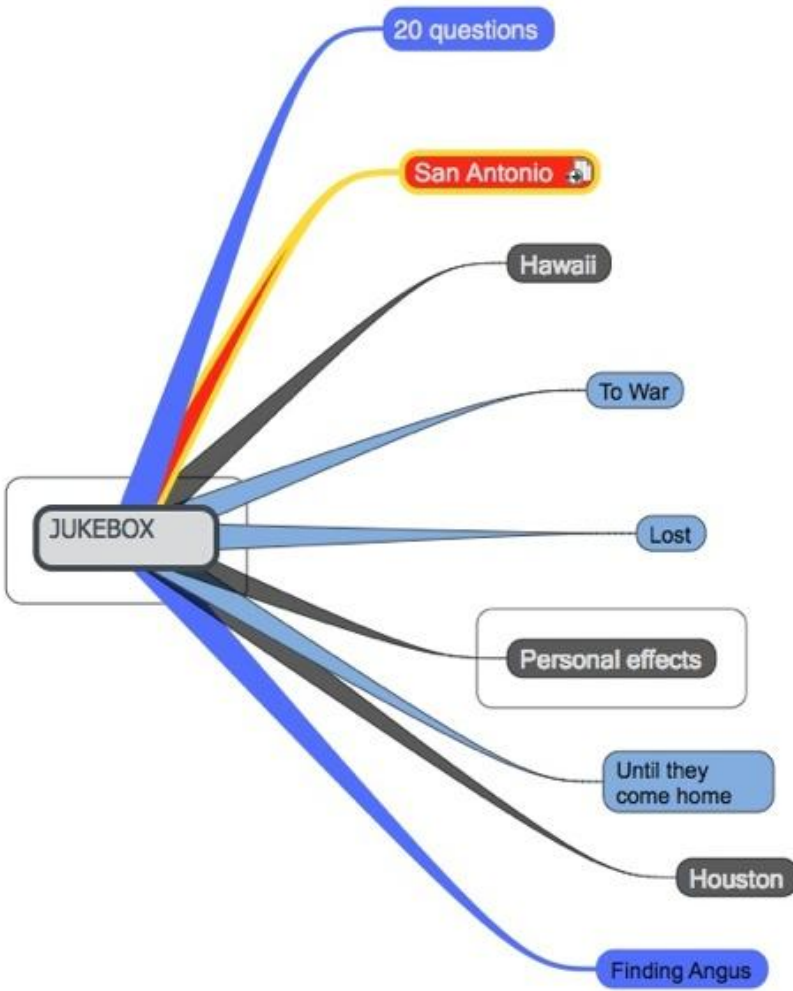 20 questions
San Antonio
Hawaii
To War
JUKEBOX
Lost
Personal effects
Until they
come home
Houston
Finding Angus